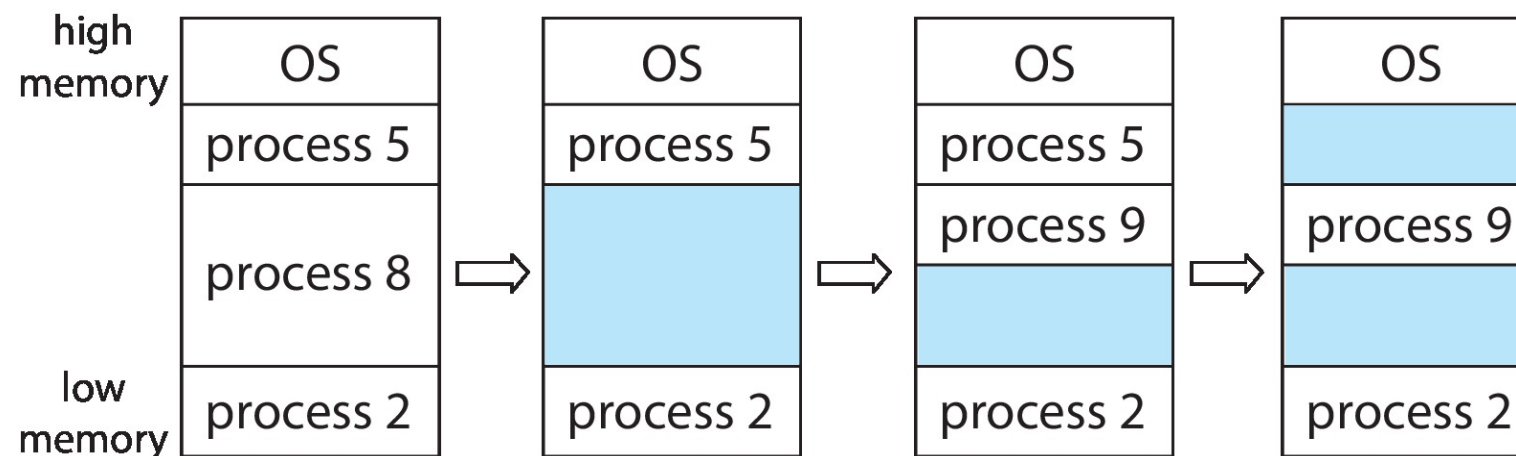 high
memory
low
memory
OS
process 5
process 8
process 2
OS
process 5
process 2
OS
process 5
process 9
process 2
OS
process 9
process 2